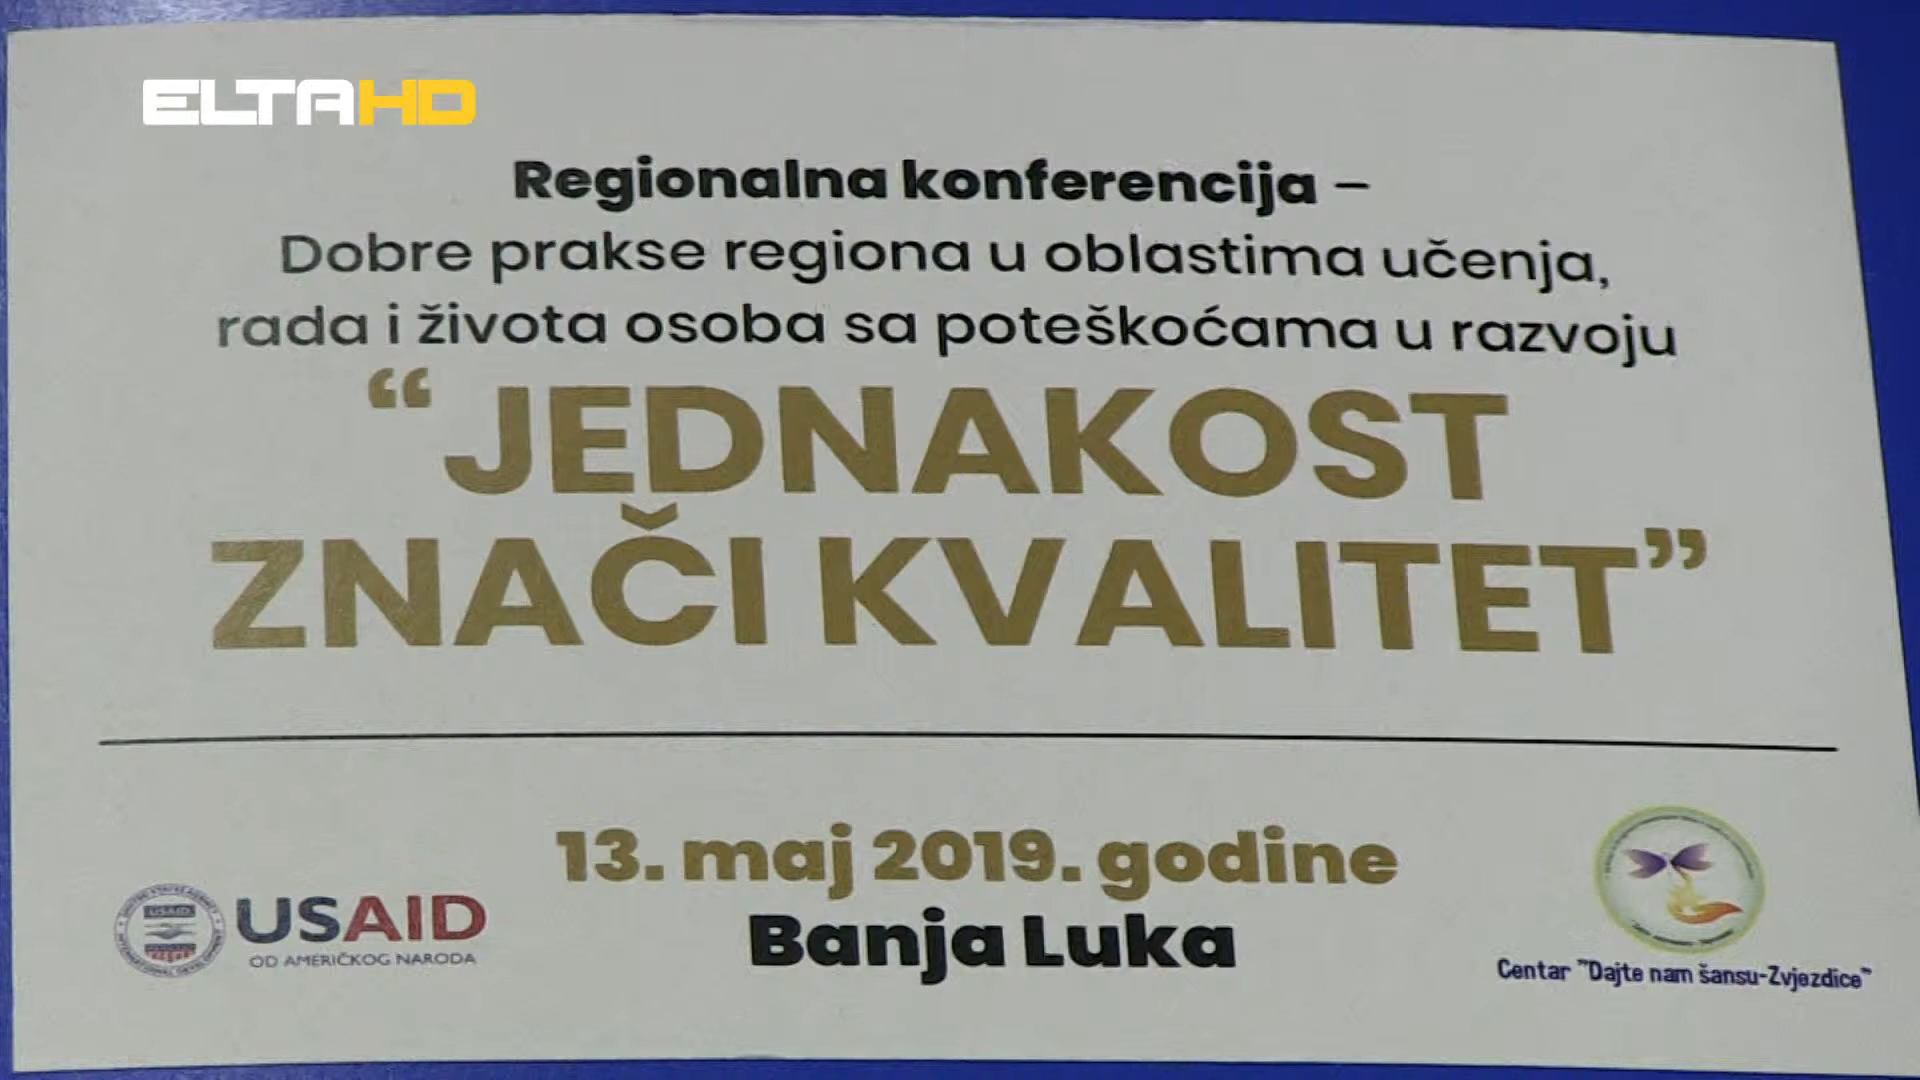 ELTAHD
Regionalna konferencija –
Dobre prakse regiona u oblastima učenja,
rada i života osoba sa poteškoćama u razvoju
“JEDNAKOST
ZNAČI KVALITET”
13. maj 2019. godine
Banja Luka
USAID
USAID
OD AMERIČKOG NARODA
Centar "Dajte nam šansu-Zvjezdice"